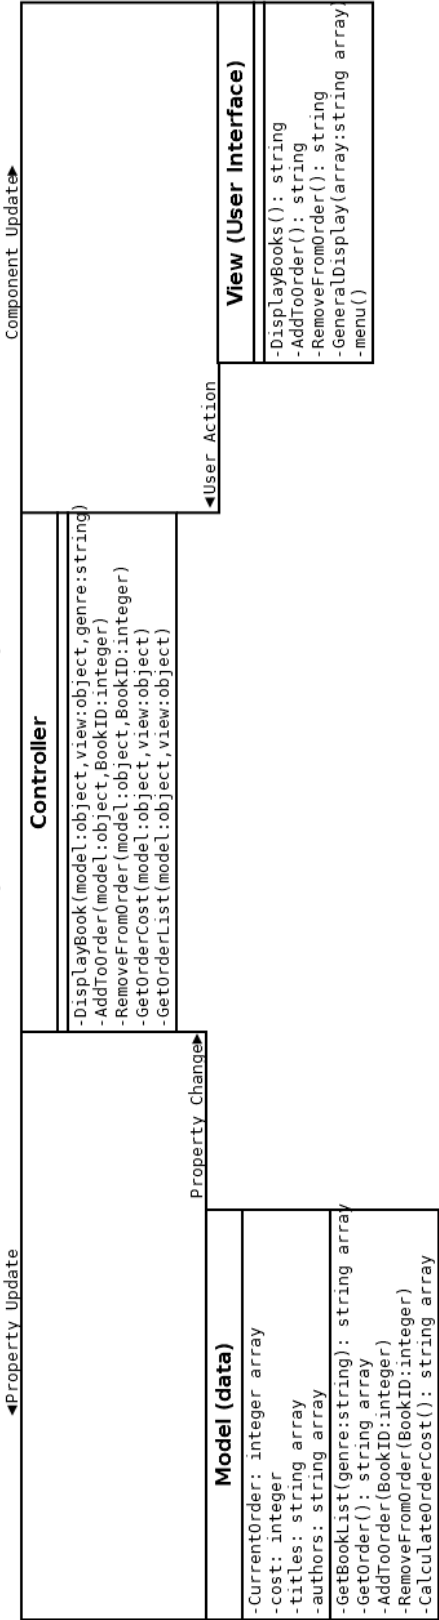 ◀Property Update
Component Update▶
Controller
-DisplayBook(model:object,view:object,genre:string)
-AddToOrder(model:object,BookID:integer)
-RemoveFromOrder(model:object,BookID:integer)
-GetOrderCost(model:object,view:object)
-GetOrderList(model:object,view:object)
Property Change▶
◀User Action
Model (data)
-CurrentOrder: integer array
-cost: integer
-titles: string array
-authors: string array
-GetBookList(genre:string): string array
-GetOrder(): string array
-AddToOrder(BookID:integer)
-RemoveFromOrder(BookID:integer)
-CalculateOrderCost(): string array
View (User Interface)
-DisplayBooks(): string
-AddToOrder(): string
-RemoveFromOrder(): string
-GeneralDisplay(array:string array)
-menu()